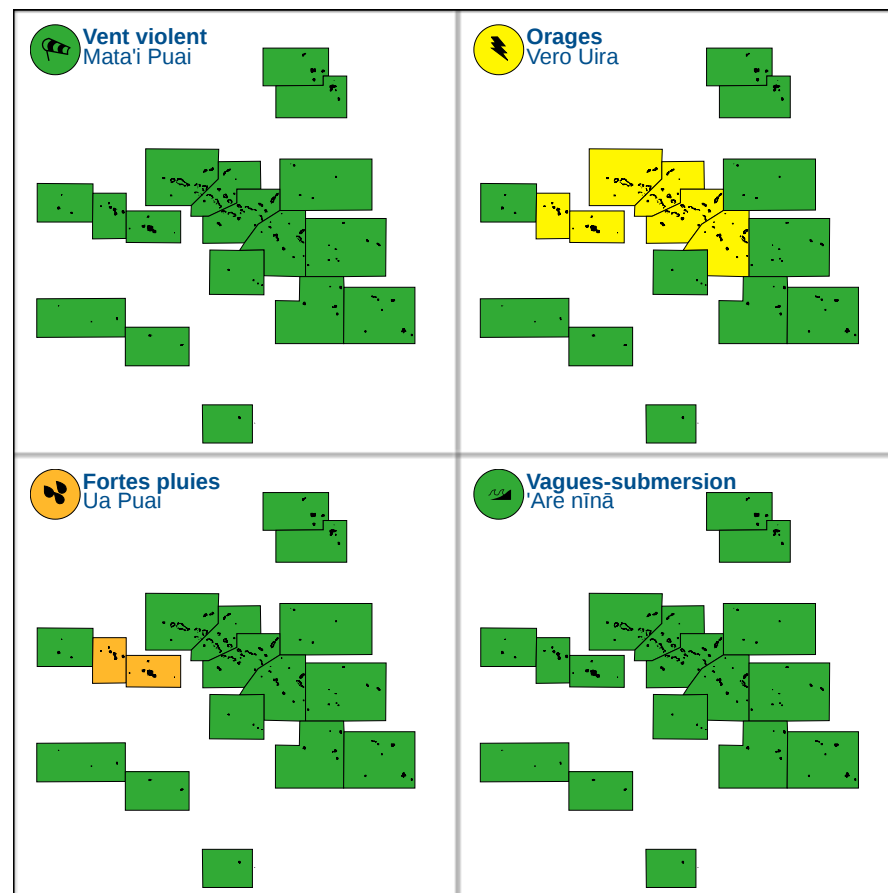 Vent violent
Mata'i Puai
Orages
Vero Uira
Fortes pluies
Ua Puai
Vagues-submersion
'Are nīnā